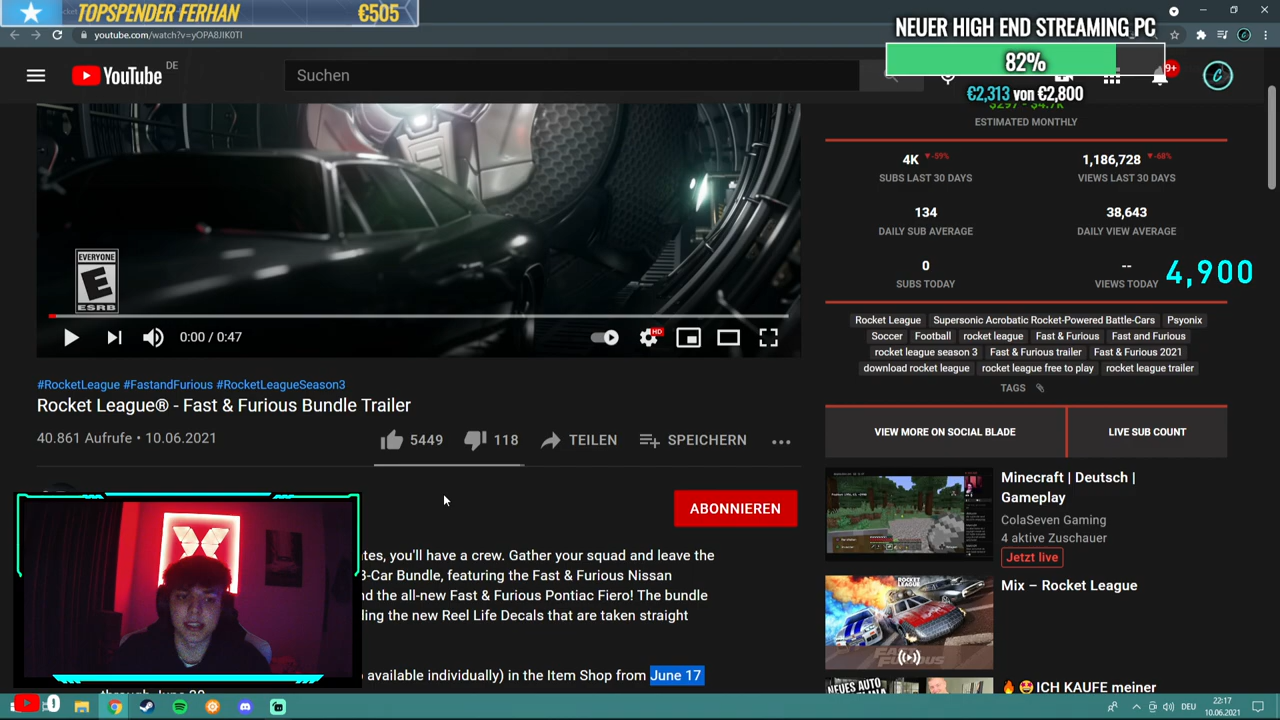 TOPSPENDER FERHAN €505
NEUER HIGH END STREAMING PC
82%
€2,313 von €2,800
youtube.com/watch?v=yOPA8JIK0TI
YouTube DE
Suchen
9+
ESTIMATED MONTHLY
4K -59%
SUBS LAST 30 DAYS
1,186,728 -68%
VIEWS LAST 30 DAYS
134
DAILY SUB AVERAGE
38,643
DAILY VIEW AVERAGE
0
SUBS TODAY
--
VIEWS TODAY
4,900
Rocket League Supersonic Acrobatic Rocket-Powered Battle-Cars Psyonix
Soccer Football rocket league Fast & Furious Fast and Furious
rocket league season 3 Fast & Furious trailer Fast & Furious 2021
download rocket league rocket league free to play rocket league trailer
TAGS
VIEW MORE ON SOCIAL BLADE
LIVE SUB COUNT
EVERYONE
E
ESRB
0:00 / 0:47
HD
#RocketLeague #FastandFurious #RocketLeagueSeason3
Rocket League® - Fast & Furious Bundle Trailer
40.861 Aufrufe • 10.06.2021
5449 118 TEILEN SPEICHERN
ABONNIEREN
tes, you'll have a crew. Gather your squad and leave the
-Car Bundle, featuring the Fast & Furious Nissan
d the all-new Fast & Furious Pontiac Fiero! The bundle
ling the new Reel Life Decals that are taken straight
available individually) in the Item Shop from June 17
Minecraft | Deutsch |
Gameplay
ColaSeven Gaming
4 aktive Zuschauer
Jetzt live
Mix – Rocket League
ICH KAUFE meiner
NEUES AUTO
DEU
22:17
10.06.2021